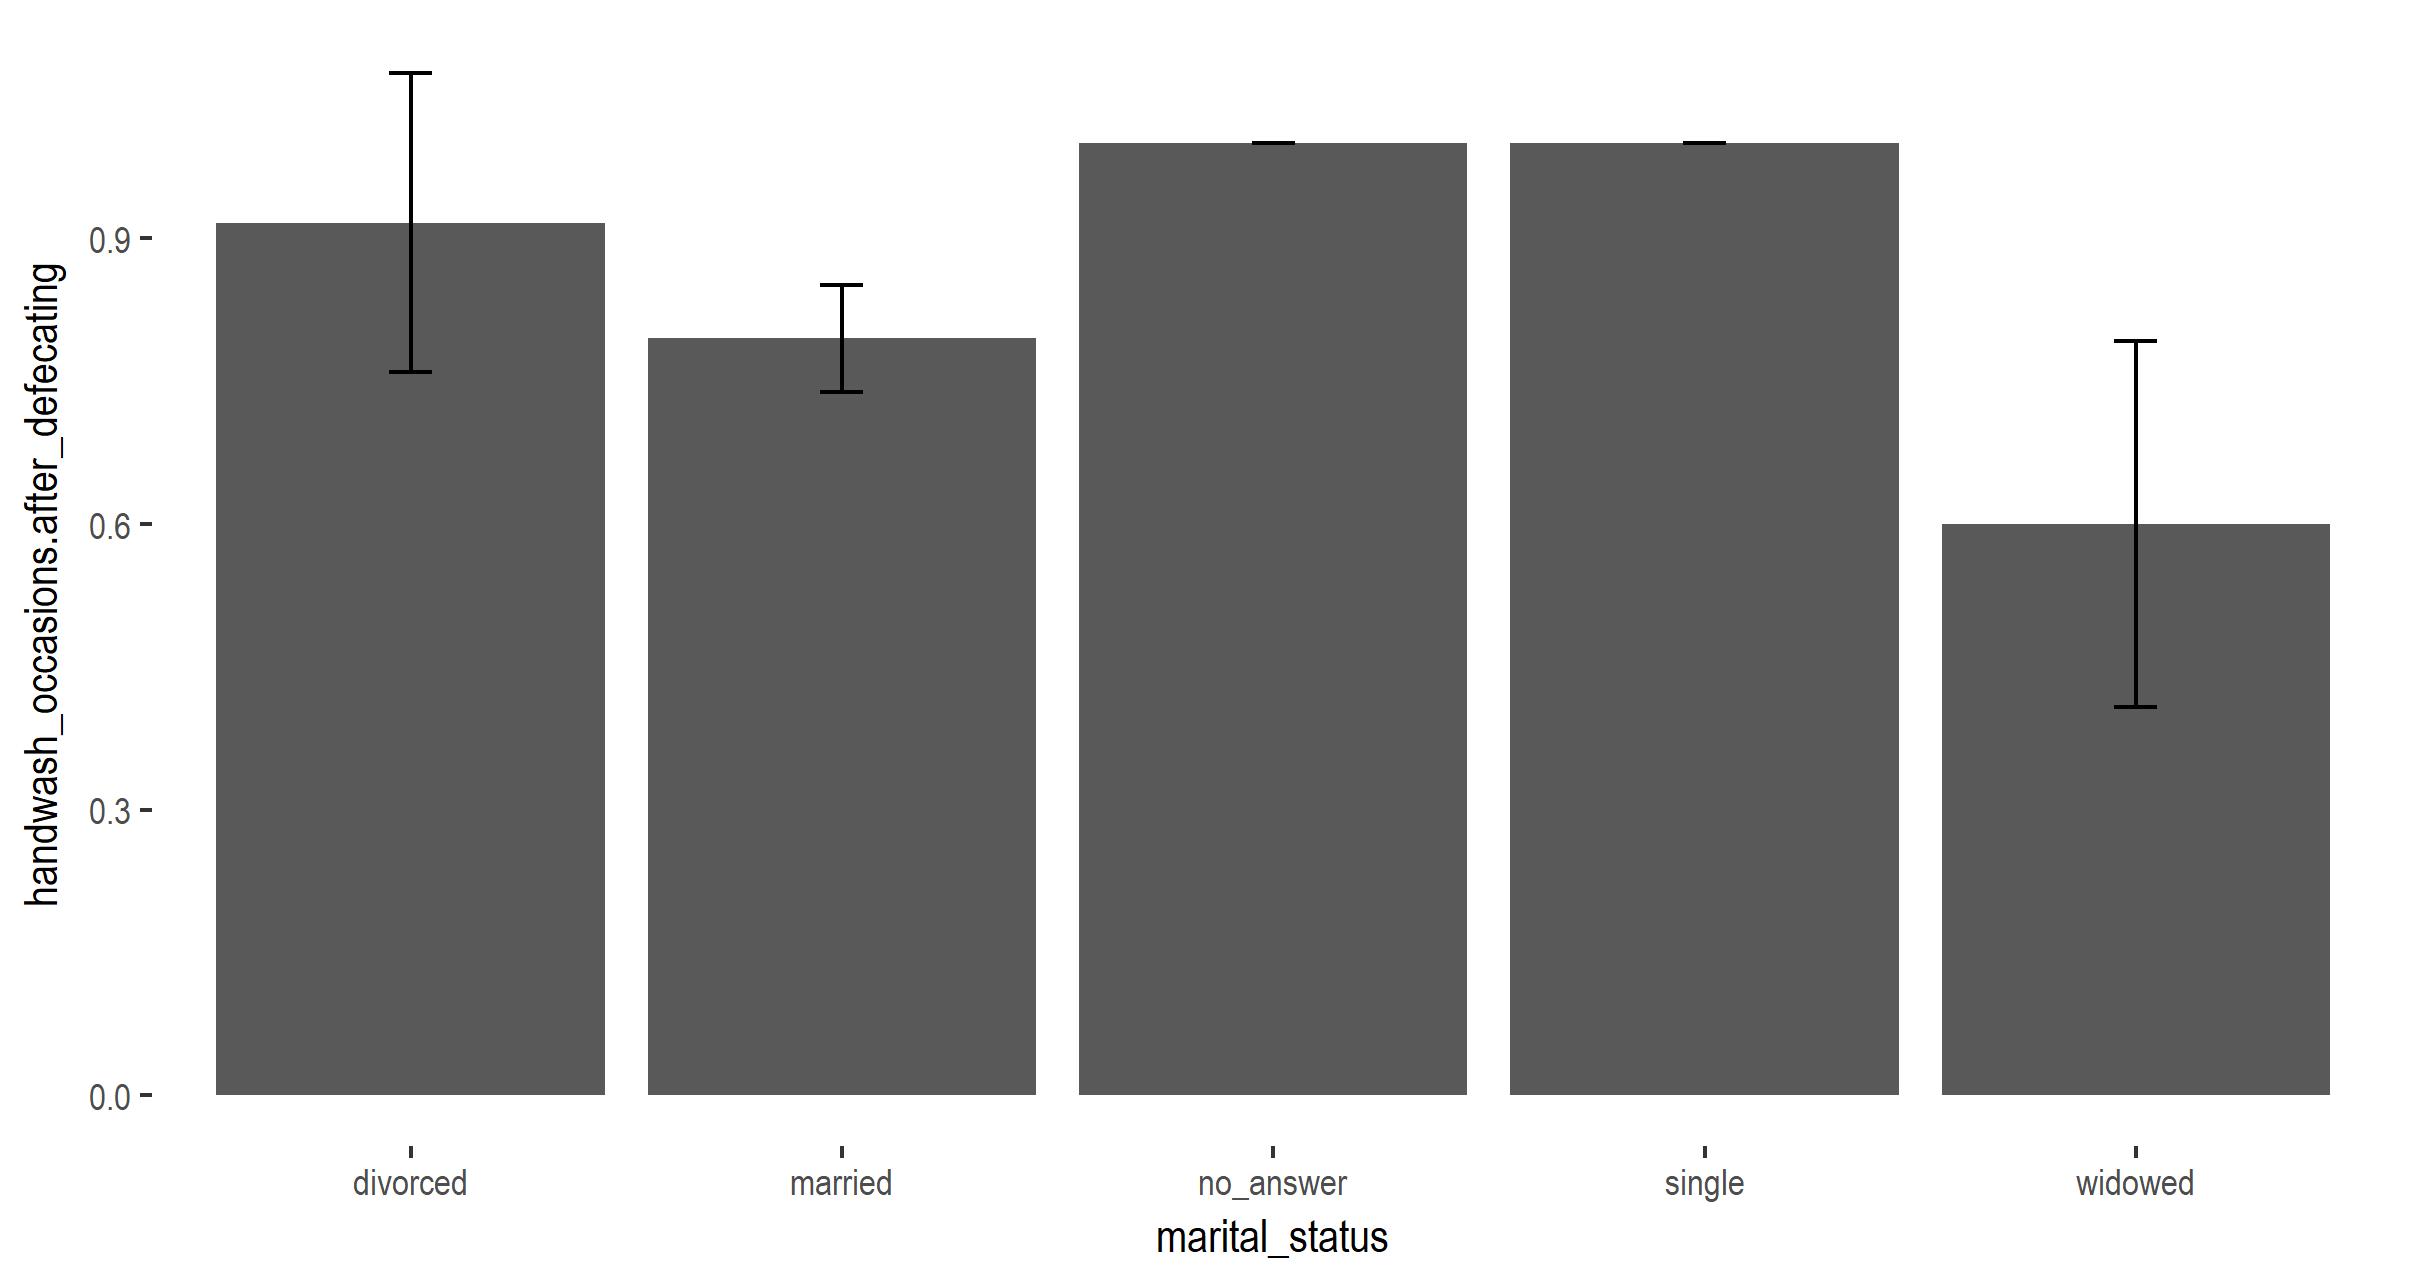 handwash_occasions.after_defecating
0.9
0.6
0.3
0.0
divorced married no_answer single widowed
marital_status